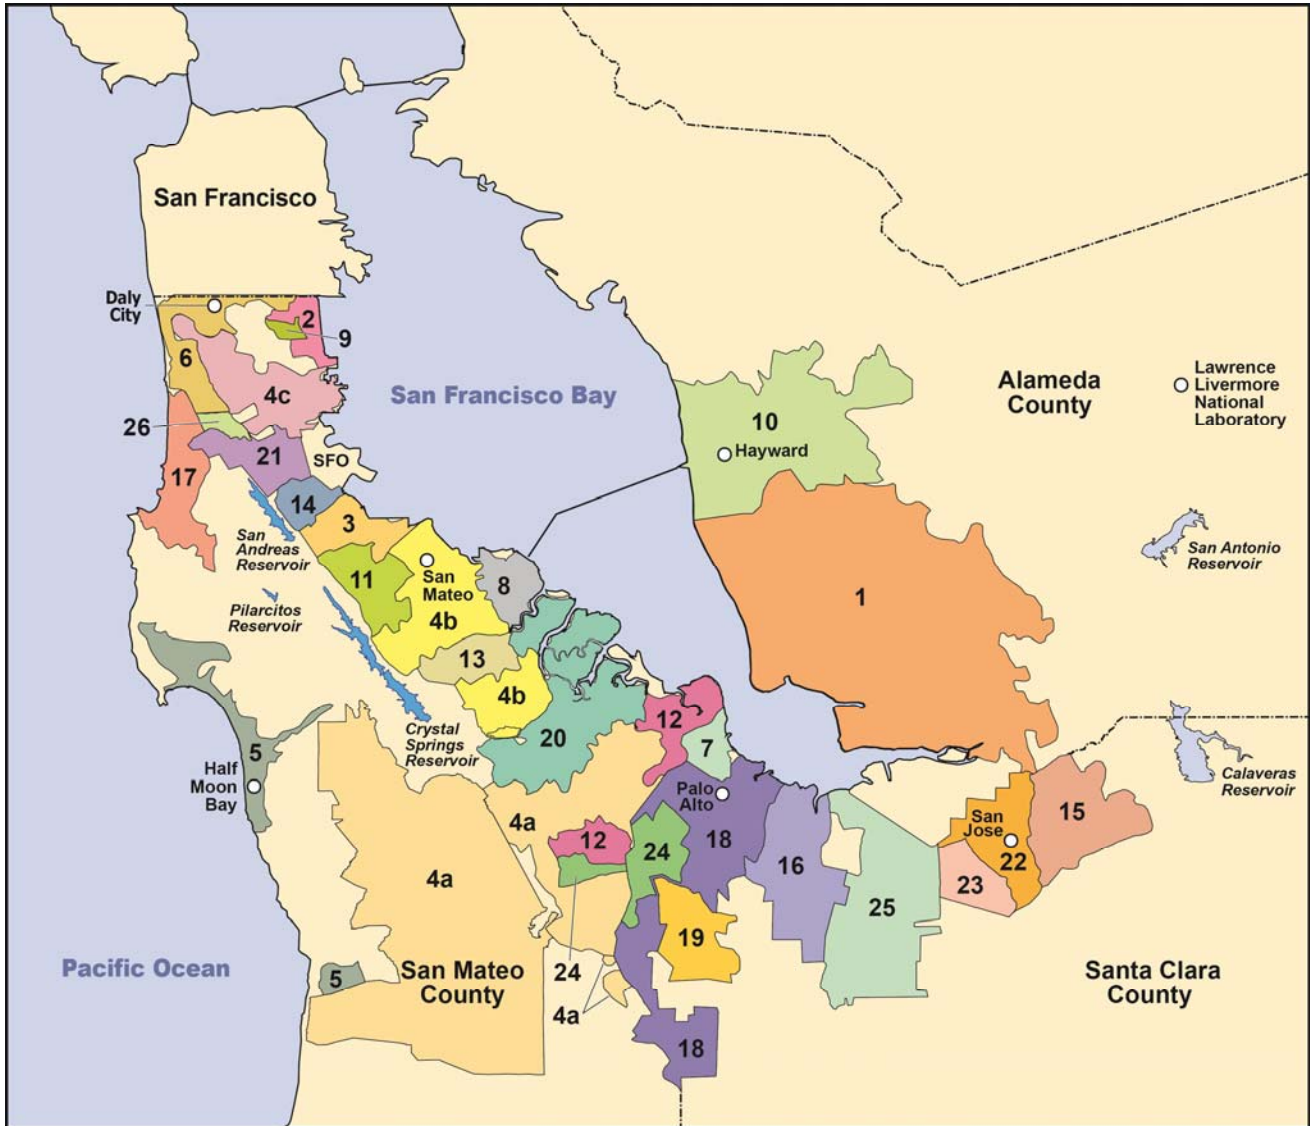 San Francisco
Daly
City
2
9
6
San Francisco Bay
4c
Alameda
County
Lawrence
Livermore
National
Laboratory
26
10
Hayward
21
SFO
17
14
3
San
Andreas
Reservoir
San Antonio
Reservoir
11
San
Mateo
8
1
Pilarcitos
Reservoir
4b
13
4b
12
Crystal
Springs
Reservoir
20
7
5
Half
Moon
Bay
Palo
Alto
Calaveras
Reservoir
4a
12
24
18
16
San
Jose
22
15
4a
23
25
19
Pacific Ocean
5
San Mateo
County
24
Santa Clara
County
4a
18